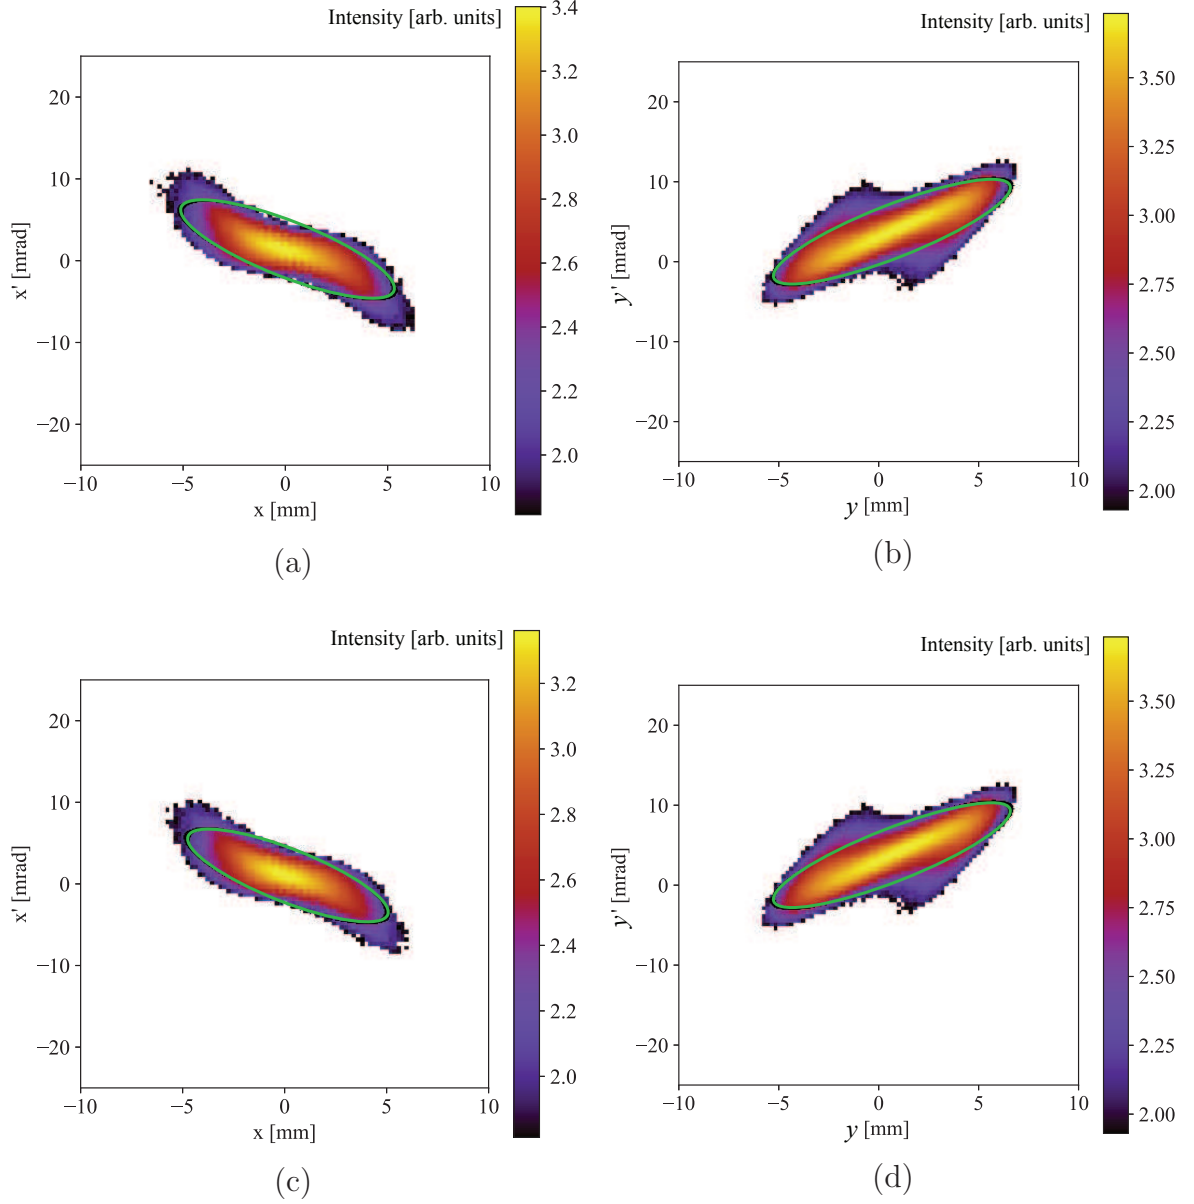 Intensity [arb. units]
3.4
3.2
3.0
2.8
2.6
2.4
2.2
2.0
20
10
0
−10
−20
x' [mrad]
−10 −5 0 5 10
x [mm]
(a)
Intensity [arb. units]
3.50
3.25
3.00
2.75
2.50
2.25
2.00
20
10
0
−10
−20
y' [mrad]
−10 −5 0 5 10
y [mm]
(b)
Intensity [arb. units]
3.2
3.0
2.8
2.6
2.4
2.2
2.0
20
10
0
−10
−20
x' [mrad]
−10 −5 0 5 10
x [mm]
(c)
Intensity [arb. units]
3.50
3.25
3.00
2.75
2.50
2.25
2.00
20
10
0
−10
−20
y' [mrad]
−10 −5 0 5 10
y [mm]
(d)